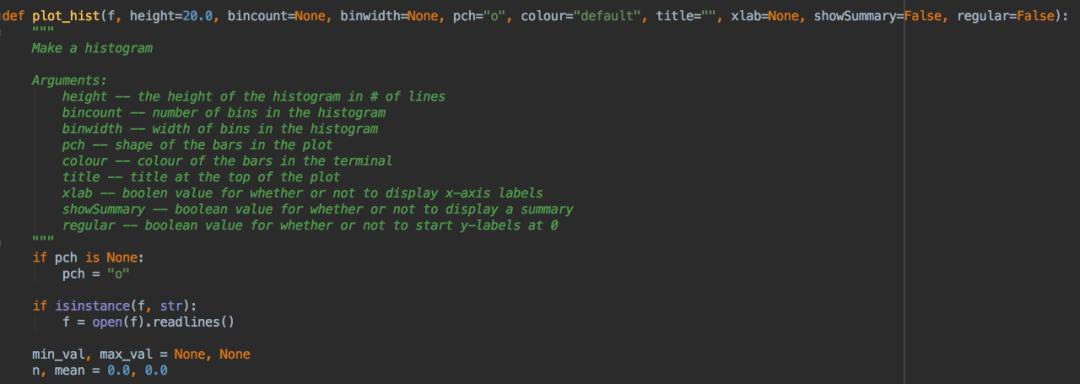 def plot_hist(f, height=20.0, bincount=None, binwidth=None, pch="o", colour="default", title="", xlab=None, showSummary=False, regular=False):
"""
Make a histogram
Arguments:
height -- the height of the histogram in # of lines
bincount -- number of bins in the histogram
binwidth -- width of bins in the histogram
pch -- shape of the bars in the plot
colour -- colour of the bars in the terminal
title -- title at the top of the plot
xlab -- boolen value for whether or not to display x-axis labels
showSummary -- boolean value for whether or not to display a summary
regular -- boolean value for whether or not to start y-labels at 0
"""
if pch is None:
pch = "o"
if isinstance(f, str):
f = open(f).readlines()
min_val, max_val = None, None
n, mean = 0.0, 0.0